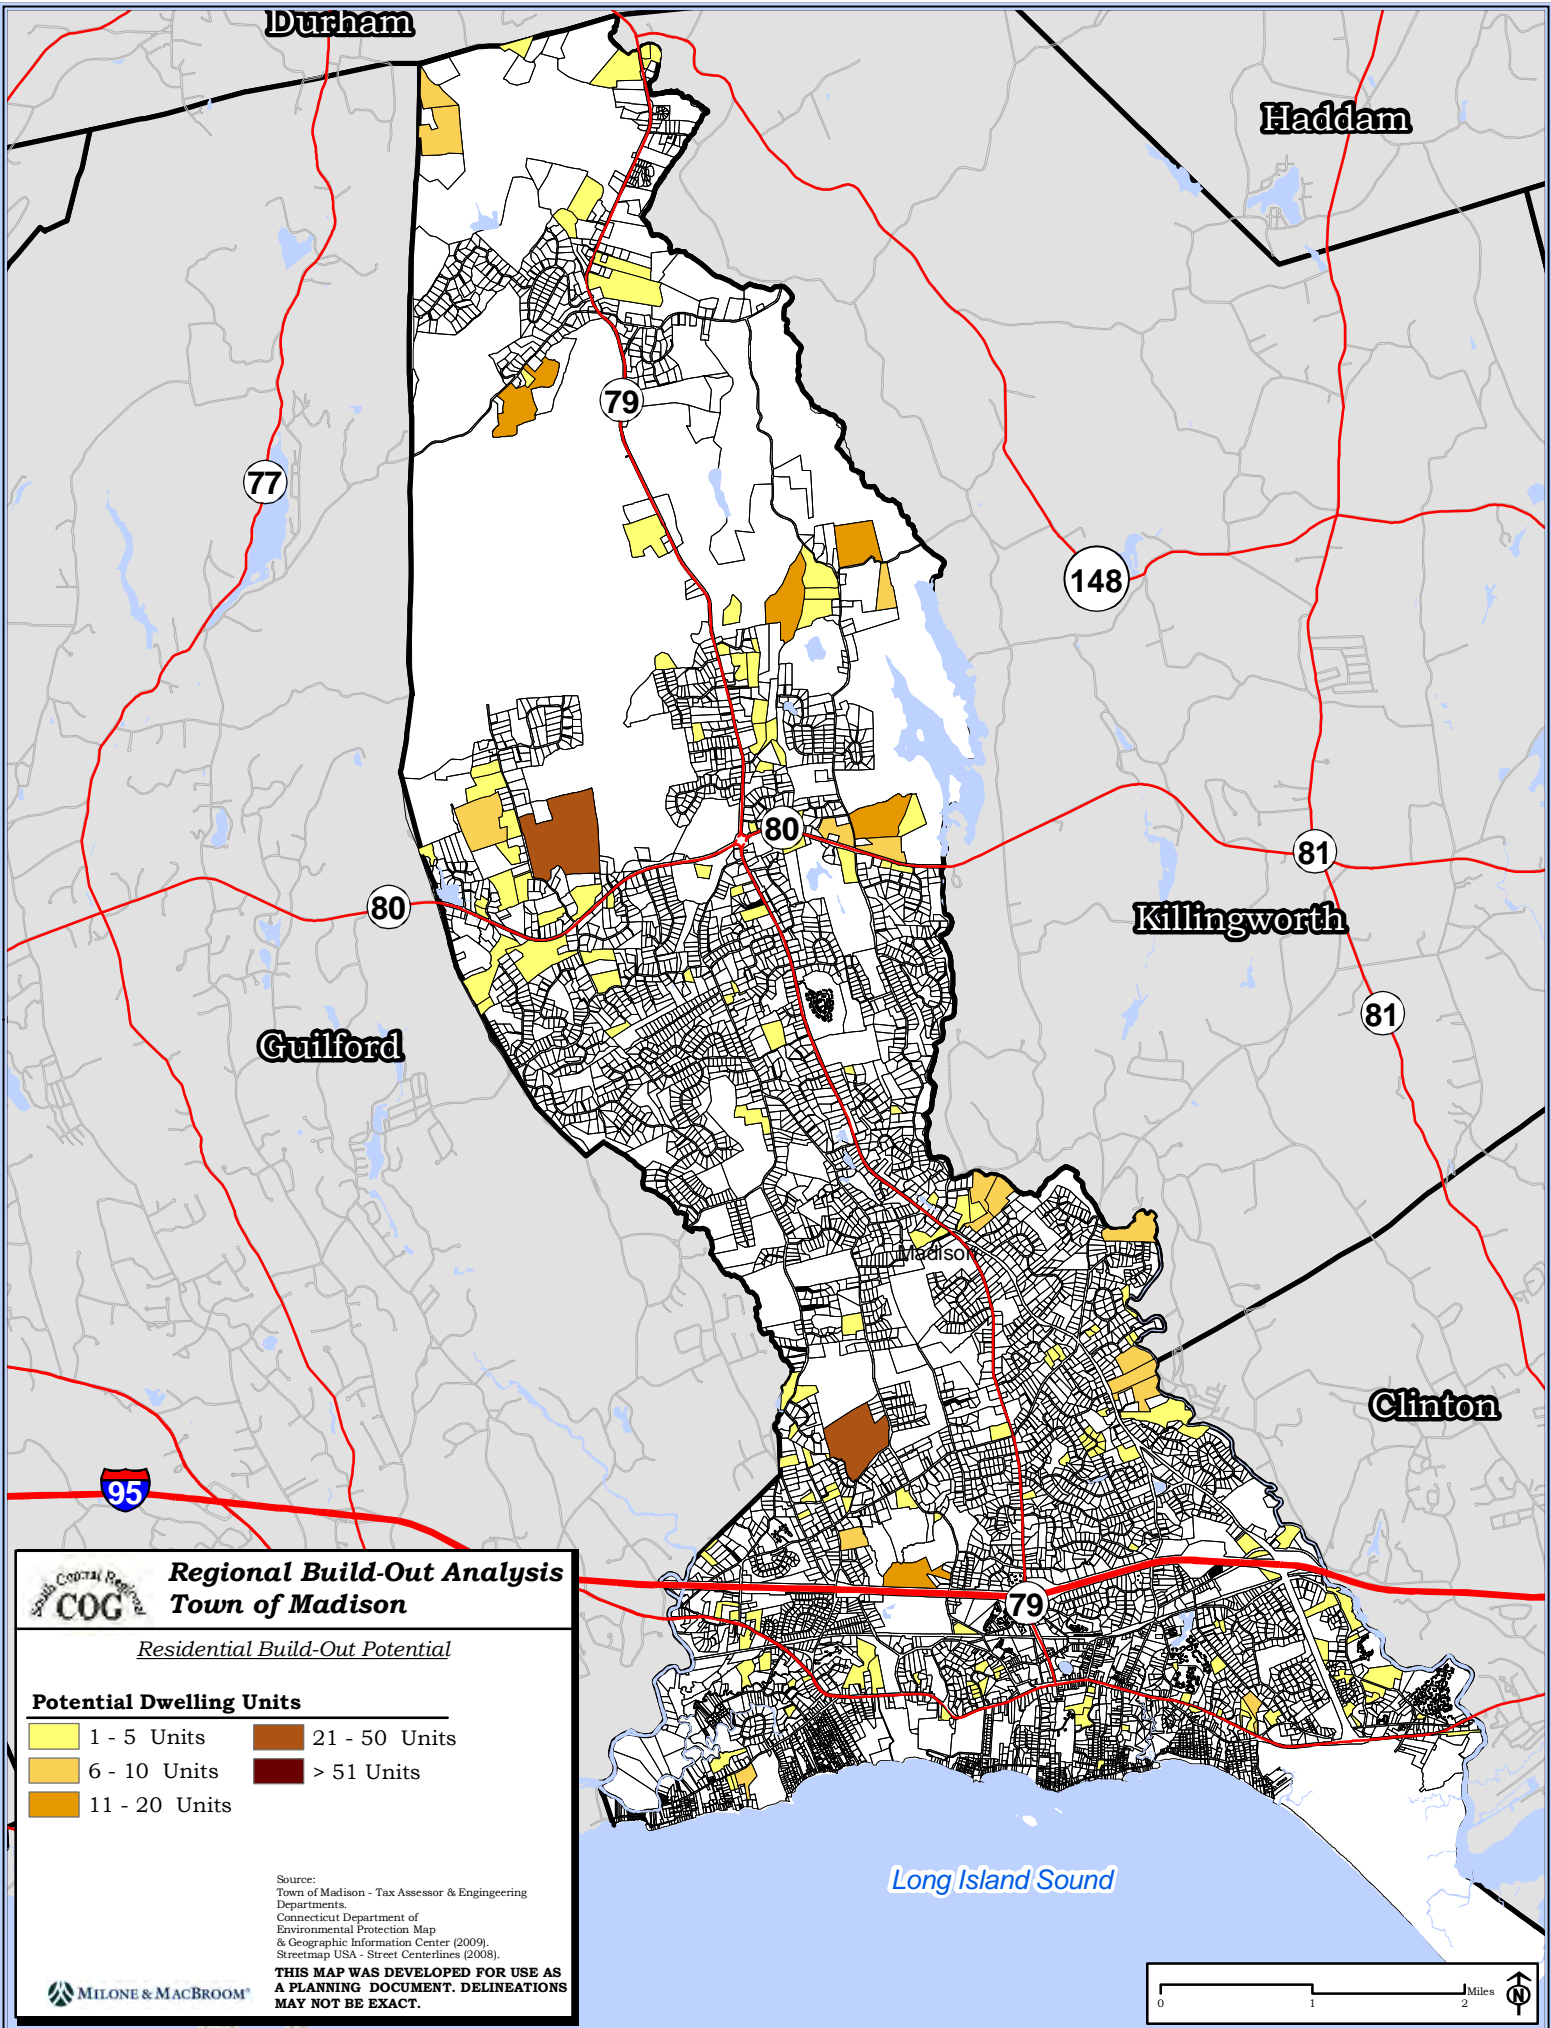 Durham
Haddam
79
77
148
80
81
80
Killingworth
81
Guilford
Madison
Clinton
95
79
Long Island Sound
South Central Regional
COG
Regional Build-Out Analysis
Town of Madison
Residential Build-Out Potential
Potential Dwelling Units
1 - 5 Units
21 - 50 Units
6 - 10 Units
> 51 Units
11 - 20 Units
Source:
Town of Madison - Tax Assessor & Engingeering
Departments.
Connecticut Department of
Environmental Protection Map
& Geographic Information Center (2009).
Streetmap USA - Street Centerlines (2008).
THIS MAP WAS DEVELOPED FOR USE AS
A PLANNING DOCUMENT. DELINEATIONS
MAY NOT BE EXACT.
MILONE & MACBROOM®
Miles
0 1 2
N